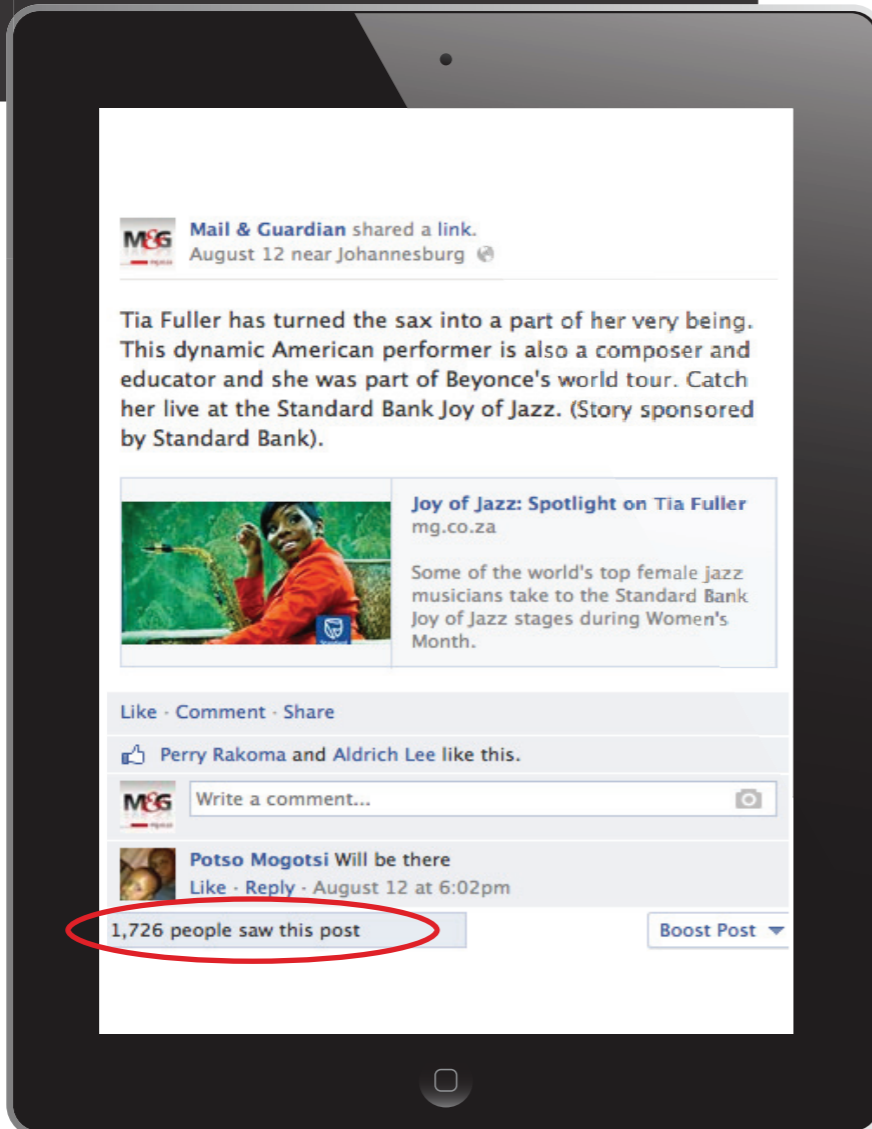 M&G
Mail & Guardian shared a link.
August 12 near Johannesburg
Tia Fuller has turned the sax into a part of her very being.
This dynamic American performer is also a composer and
educator and she was part of Beyonce's world tour. Catch
her live at the Standard Bank Joy of Jazz. (Story sponsored
by Standard Bank).
Joy of Jazz: Spotlight on Tia Fuller
mg.co.za
Some of the world's top female jazz
musicians take to the Standard Bank
Joy of Jazz stages during Women's
Month.
Like · Comment · Share
Perry Rakoma and Aldrich Lee like this.
M&G
Write a comment...
Potso Mogotsi Will be there
Like · Reply · August 12 at 6:02pm
1,726 people saw this post
Boost Post